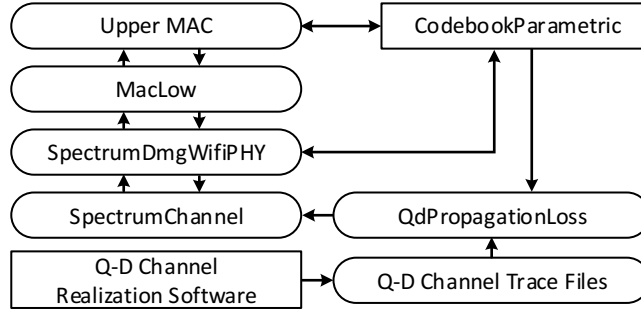 Upper MAC
CodebookParametric
MacLow
SpectrumDmgWifiPHY
SpectrumChannel
QdPropagationLoss
Q-D Channel
Realization Software
Q-D Channel Trace Files